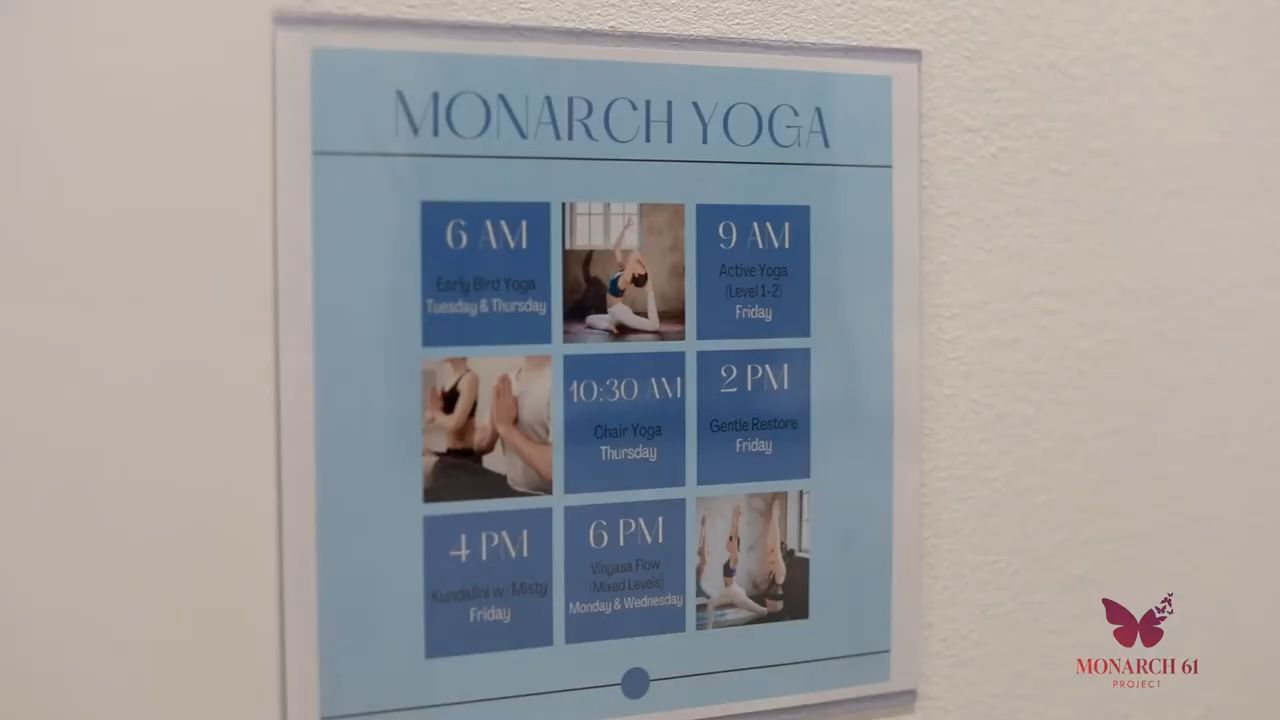 MONARCH YOGA
6 AM
Early Bird Yoga
Tuesday & Thursday
9 AM
Active Yoga
(Level 1-2)
Friday
10:30 AM
Chair Yoga
Thursday
2 PM
Gentle Restore
Friday
4 PM
Kundalini w/ Misty
Friday
6 PM
Vinyasa Flow
(Mixed Levels)
Monday & Wednesday
MONARCH 61
PROJECT